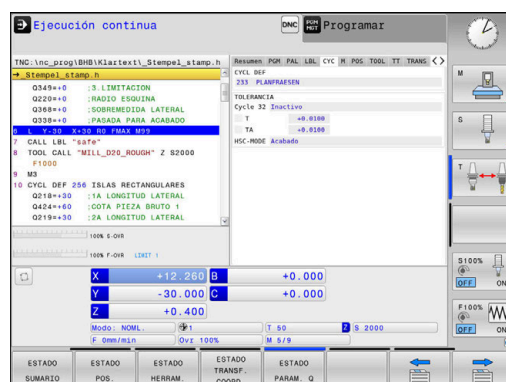 Ejecución continua
DNC
PGM MGT
Programar
TNC:\nc_prog\BHB\Klartext\_Stempel_stamp.h
→_Stempel_stamp.h
Q349=+0 ;3.LIMITACION
Q220=+0 ;RADIO ESQUINA
Q368=+0 ;SOBREMEDIDA LATERAL
Q338=+0 ;PASADA PARA ACABADO
6 L Y-30 X+30 R0 FMAX M99
7 CALL LBL "safe"
8 TOOL CALL "MILL_D20_ROUGH" Z S2000
F1000
9 M3
10 CYCL DEF 256 ISLAS RECTANGULARES
Q218=+30 ;1A LONGITUD LATERAL
Q424=+60 ;COTA PIEZA BRUTO 1
Q219=+30 ;2A LONGITUD LATERAL
Resumen PGM PAL LBL CYC M POS TOOL TT TRANS
CYCL DEF
233 PLANFRAESEN
TOLERANCIA
Cycle 32 Inactivo
T +0.0100
TA +0.0100
HSC-MODE Acabado
100% S-OVR
100% F-OVR LIMIT 1
X +12.260 B +0.000
Y -30.000 C +0.000
Z +0.400
Modo: NOML. 1 T 50 Z S 2000
F 0mm/min Ovr 100% M 5/9
M
S
T
S100%
OFF ON
F100%
OFF ON
ESTADO SUMARIO
ESTADO POS.
ESTADO HERRAM.
ESTADO TRANSF. COORD.
ESTADO PARAM. Q